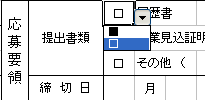 応募要領
提出書類
□ 歴書
■
□ 業見込証明
□ その他（
締 切 日
月